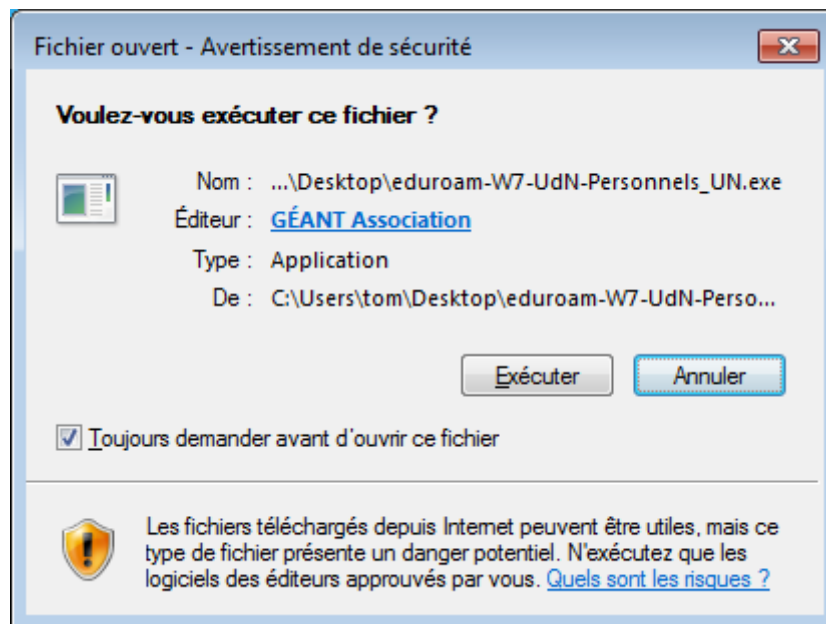 Fichier ouvert - Avertissement de sécurité
Voulez-vous exécuter ce fichier ?
Nom : ...\Desktop\eduroam-W7-UdN-Personnels_UN.exe
Éditeur : GÉANT Association
Type : Application
De : C:\Users\tom\Desktop\eduroam-W7-UdN-Perso...
Exécuter Annuler
Toujours demander avant d'ouvrir ce fichier
Les fichiers téléchargés depuis Internet peuvent être utiles, mais ce
type de fichier présente un danger potentiel. N'exécutez que les
logiciels des éditeurs approuvés par vous. Quels sont les risques ?